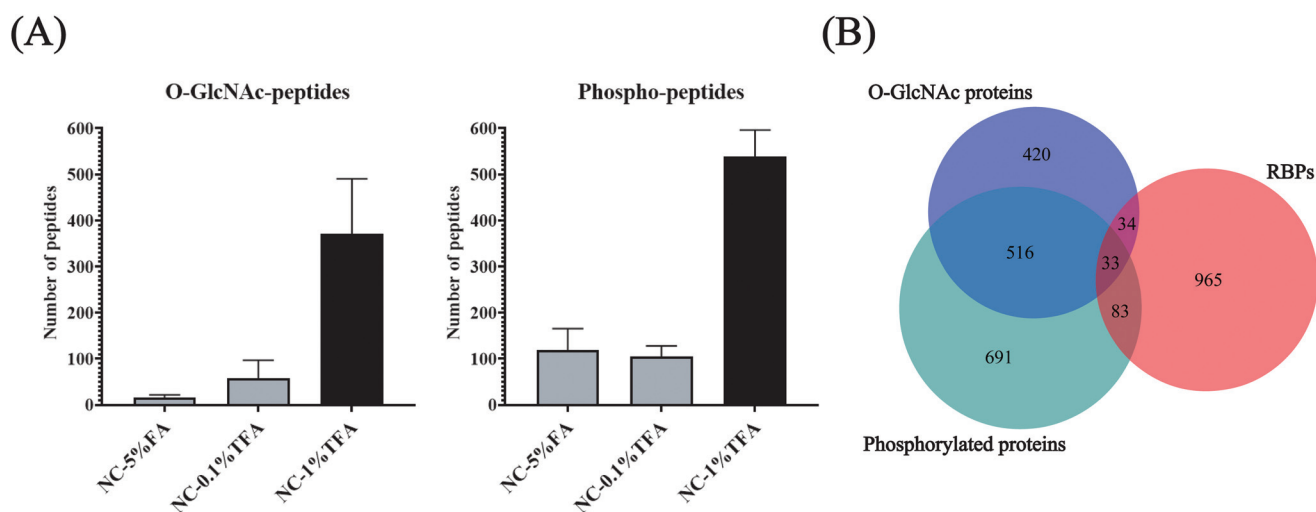 (A)
O-GlcNAc-peptides
Number of peptides
600
500
400
300
200
100
0
NC-5%FA
NC-0.1%TFA
NC-1%TFA
Phospho-peptides
Number of peptides
600
500
400
300
200
100
0
NC-5%FA
NC-0.1%TFA
NC-1%TFA
(B)
O-GlcNAc proteins
RBPs
420
34
516
33
965
83
691
Phosphorylated proteins